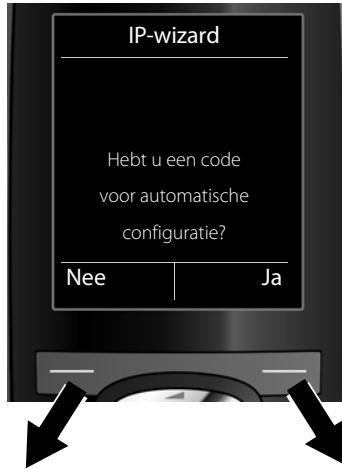 IP-wizard
Hebt u een code
voor automatische
configuratie?
Nee Ja